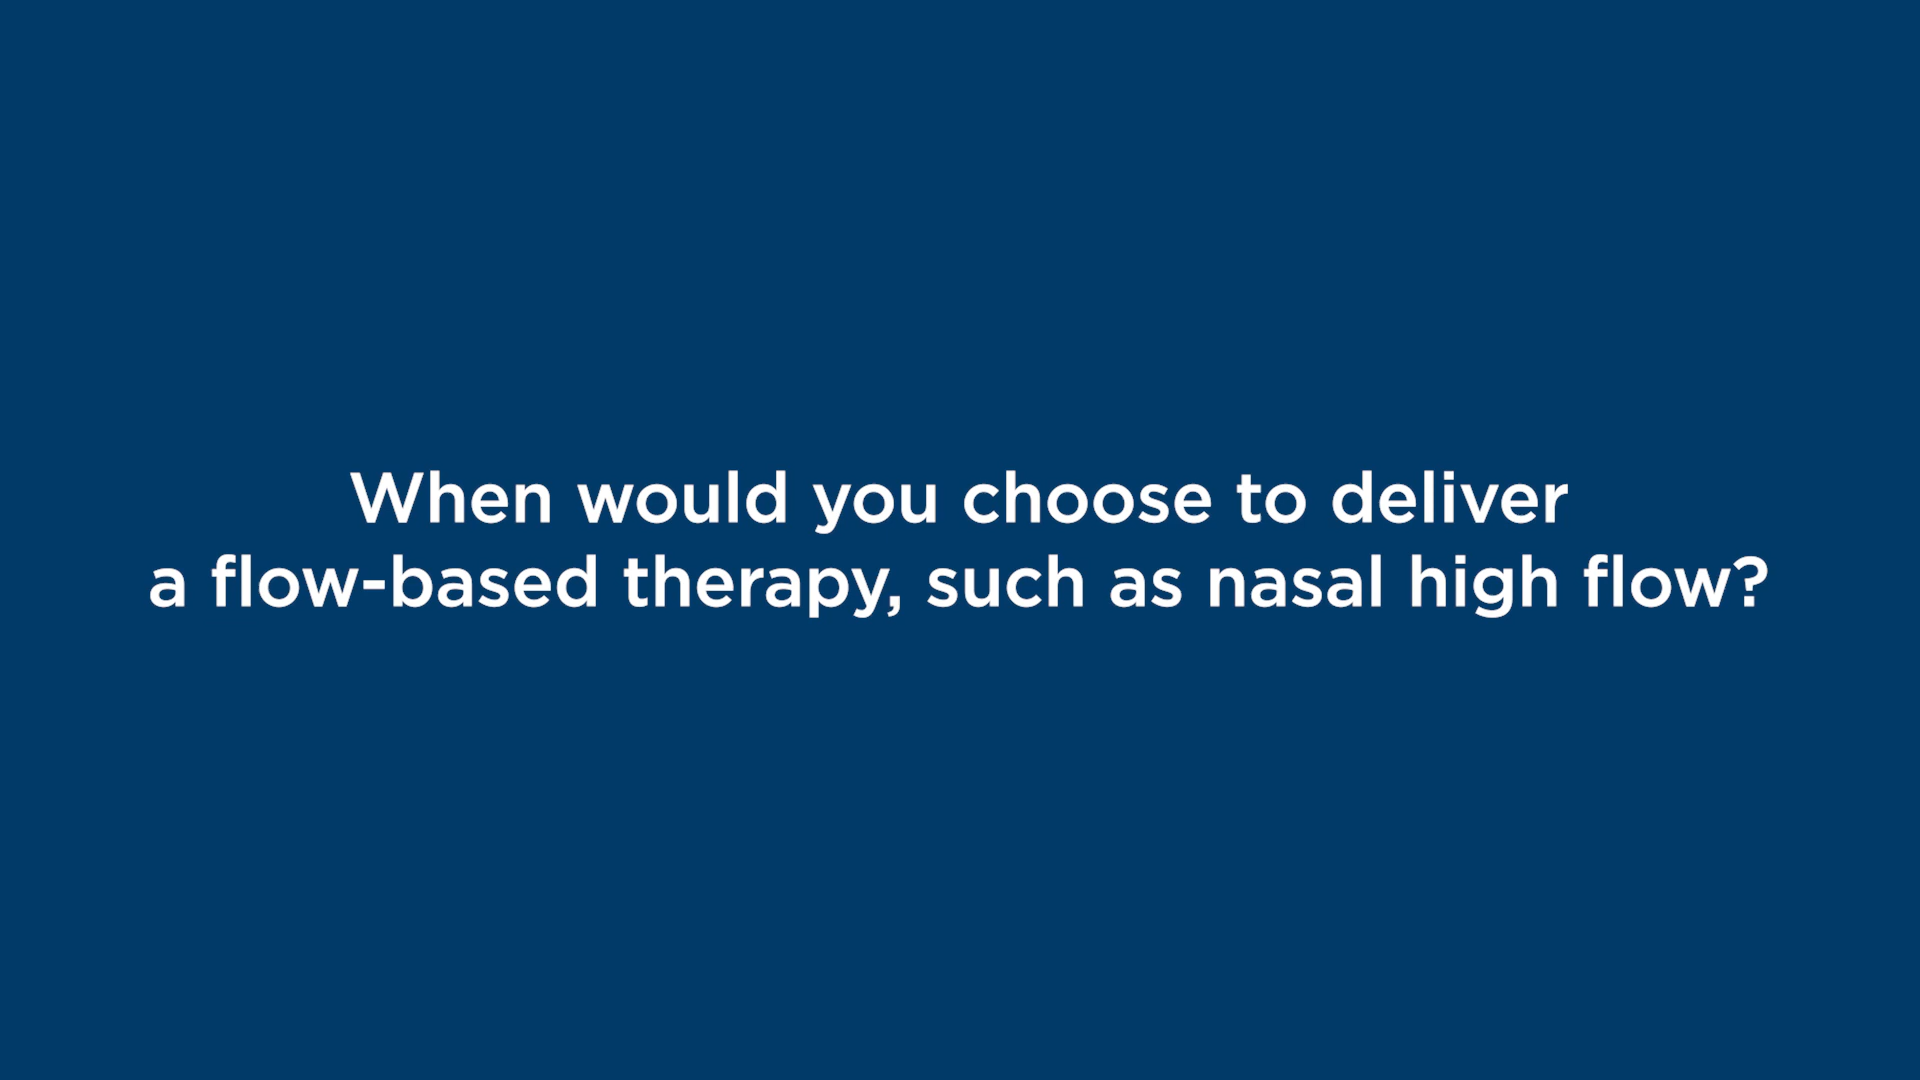 When would you choose to deliver
a flow-based therapy, such as nasal high flow?